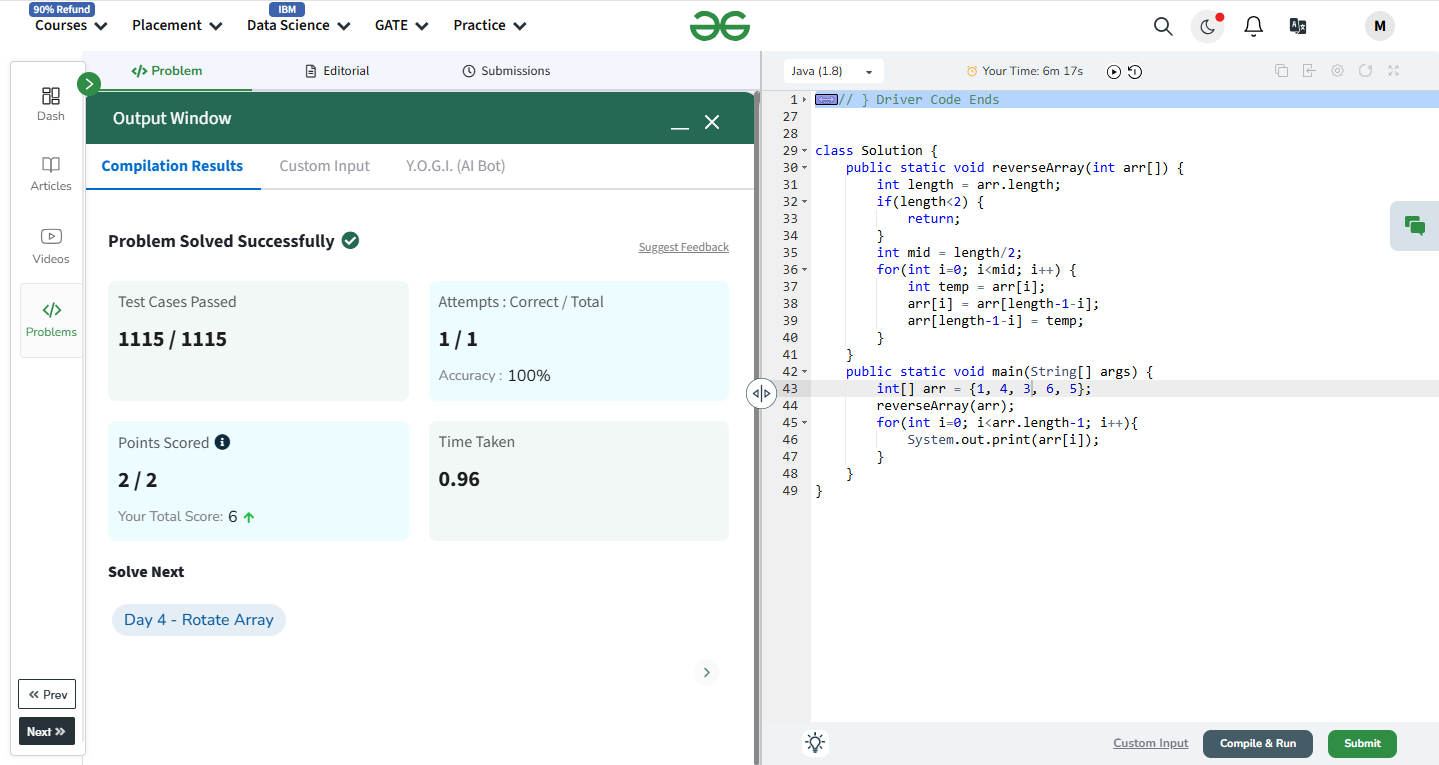 90% Refund
IBM
Courses Placement Data Science GATE Practice
M
Problem Editorial Submissions
Java (1.8) Your Time: 6m 17s
Dash
Articles
Videos
Problems
Prev
Next
Output Window
Compilation Results Custom Input Y.O.G.I. (AI Bot)
Problem Solved Successfully
Suggest Feedback
Test Cases Passed
1115 / 1115
Attempts : Correct / Total
1 / 1
Accuracy : 100%
Points Scored
2 / 2
Your Total Score: 6
Time Taken
0.96
Solve Next
Day 4 - Rotate Array
1 // } Driver Code Ends
27
28
29 class Solution {
30 public static void reverseArray(int arr[]) {
31 int length = arr.length;
32 if(length<2) {
33 return;
34 }
35 int mid = length/2;
36 for(int i=0; i<mid; i++) {
37 int temp = arr[i];
38 arr[i] = arr[length-1-i];
39 arr[length-1-i] = temp;
40 }
41 }
42 public static void main(String[] args) {
43 int[] arr = {1, 4, 3, 6, 5};
44 reverseArray(arr);
45 for(int i=0; i<arr.length-1; i++){
46 System.out.print(arr[i]);
47 }
48 }
49 }
Custom Input Compile & Run Submit